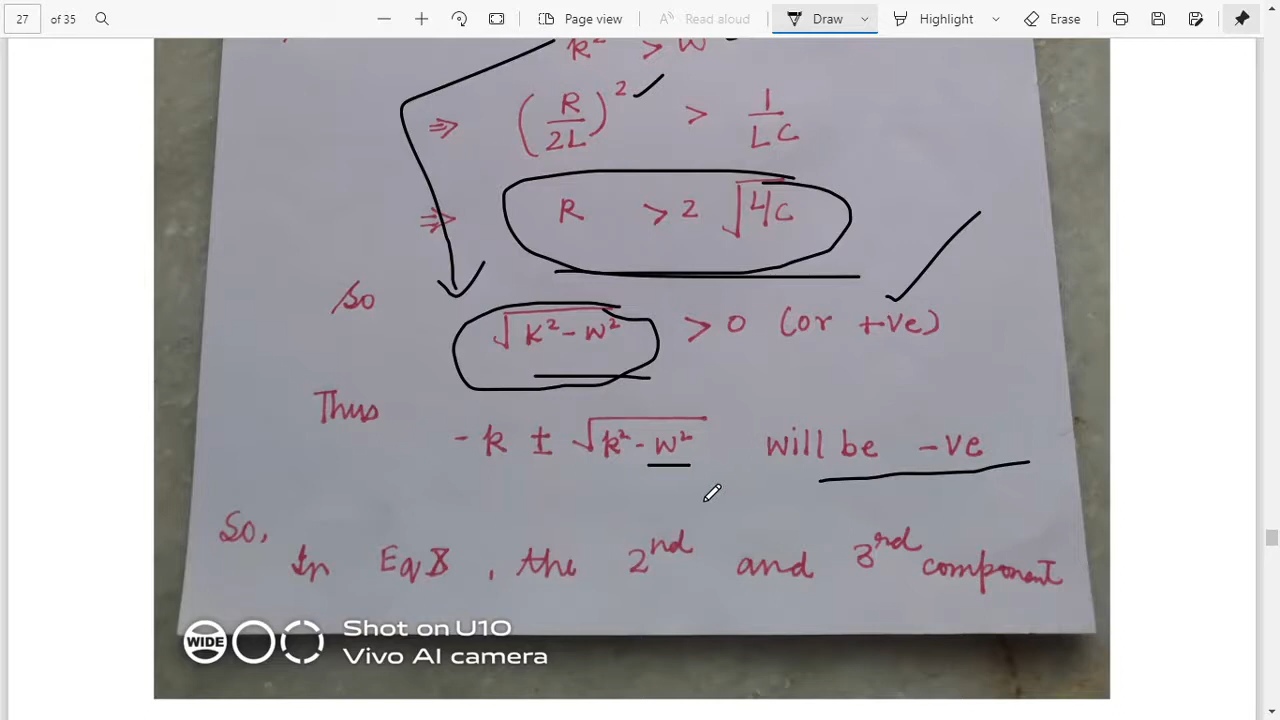 27 of 35 Page view Read aloud Draw Highlight Erase
k² > W
⇒ (R/2L)² > 1/LC
⇒ R > 2 √L/C
So √K² - W² > 0 (or +ve)
Thus - k ± √k² - W² will be -ve
So, In Eq 8, the 2nd and 3rd component
WIDE Shot on U10
Vivo AI camera